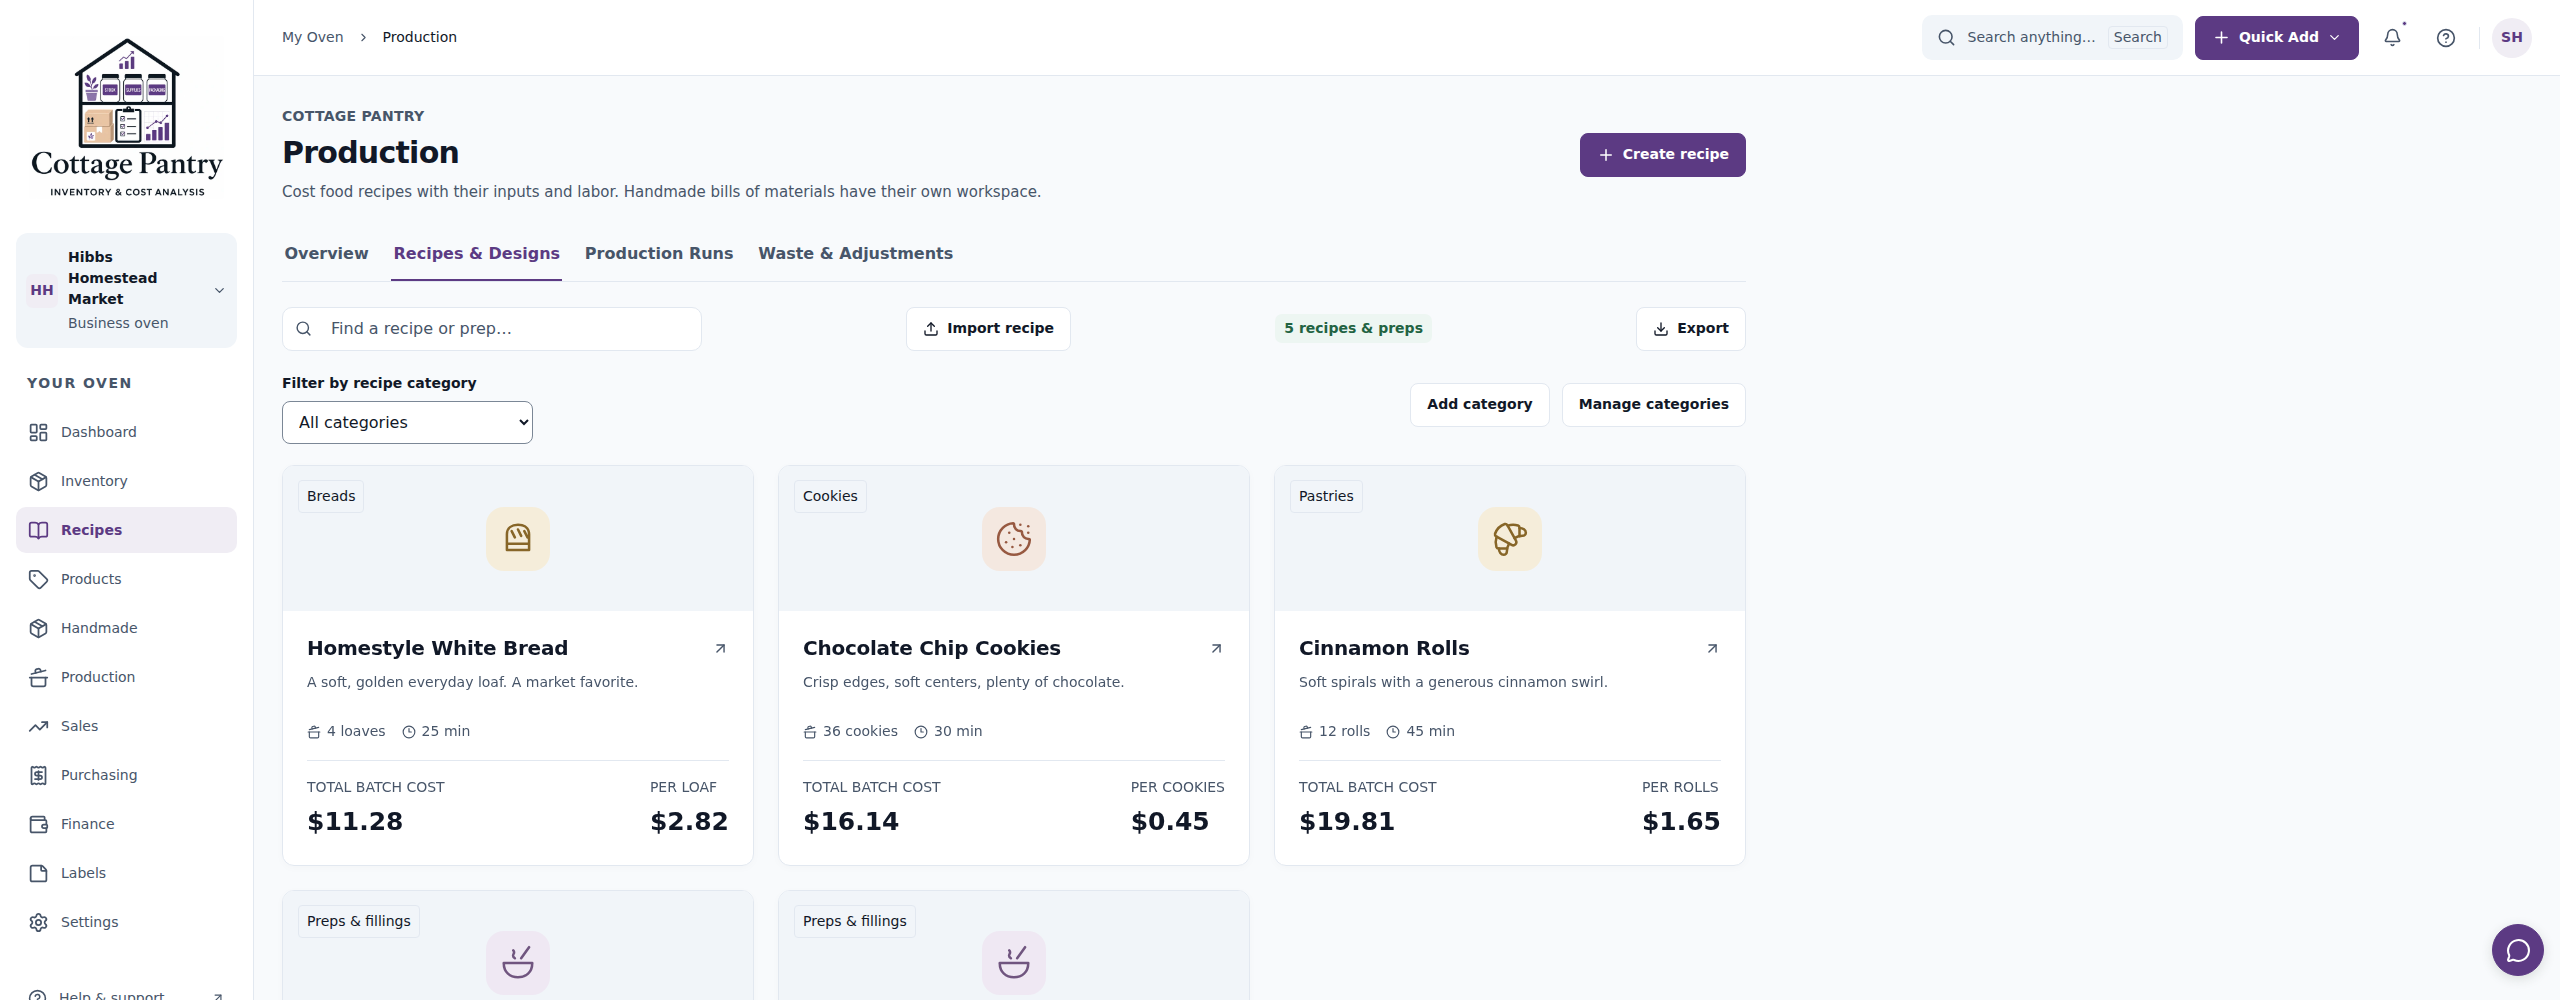 Cottage Pantry
INVENTORY & COST ANALYSIS
HH
Hibbs
Homestead
Market
Business oven
YOUR OVEN
Dashboard
Inventory
Recipes
Products
Handmade
Production
Sales
Purchasing
Finance
Labels
Settings
Help & support
My Oven > Production
Search anything... Search
Quick Add
SH
COTTAGE PANTRY
Production
Cost food recipes with their inputs and labor. Handmade bills of materials have their own workspace.
Create recipe
Overview Recipes & Designs Production Runs Waste & Adjustments
Find a recipe or prep...
Import recipe
5 recipes & preps
Export
Filter by recipe category
All categories
Add category
Manage categories
Breads
Homestyle White Bread
A soft, golden everyday loaf. A market favorite.
4 loaves 25 min
TOTAL BATCH COST PER LOAF
$11.28 $2.82
Cookies
Chocolate Chip Cookies
Crisp edges, soft centers, plenty of chocolate.
36 cookies 30 min
TOTAL BATCH COST PER COOKIES
$16.14 $0.45
Pastries
Cinnamon Rolls
Soft spirals with a generous cinnamon swirl.
12 rolls 45 min
TOTAL BATCH COST PER ROLLS
$19.81 $1.65
Preps & fillings
Preps & fillings